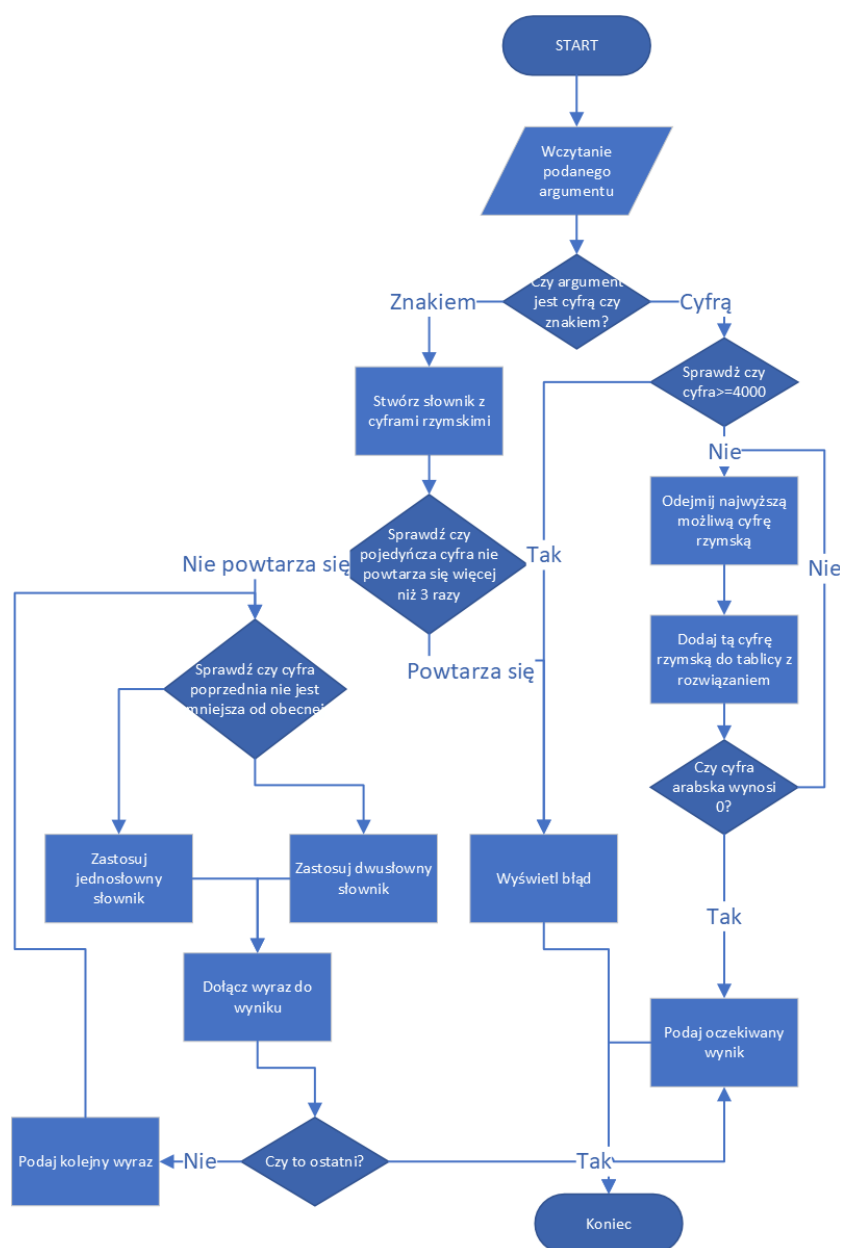 START
Wczytanie
podanego
argumentu
Czy argument
jest cyfrą czy
znakiem?
Znakiem
Cyfrą
Sprawdź czy
cyfra>=4000
Stwórz słownik z
cyframi rzymskimi
Nie
Odejmij najwyższą
możliwą cyfrę
rzymską
Sprawdź czy
pojedyńcza cyfra nie
powtarza się więcej
niż 3 razy
Tak
Nie
Nie powtarza się
Dodaj tą cyfrę
rzymską do tablicy z
rozwiązaniem
Powtarza się
Sprawdź czy cyfra
poprzednia nie jest
mniejsza od obecnej
Czy cyfra
arabska wynosi
0?
Zastosuj
jednosłowny
słownik
Zastosuj dwusłowny
słownik
Wyświetl błąd
Tak
Dołącz wyraz do
wyniku
Podaj oczekiwany
wynik
Podaj kolejny wyraz
Nie
Czy to ostatni?
Tak
Koniec